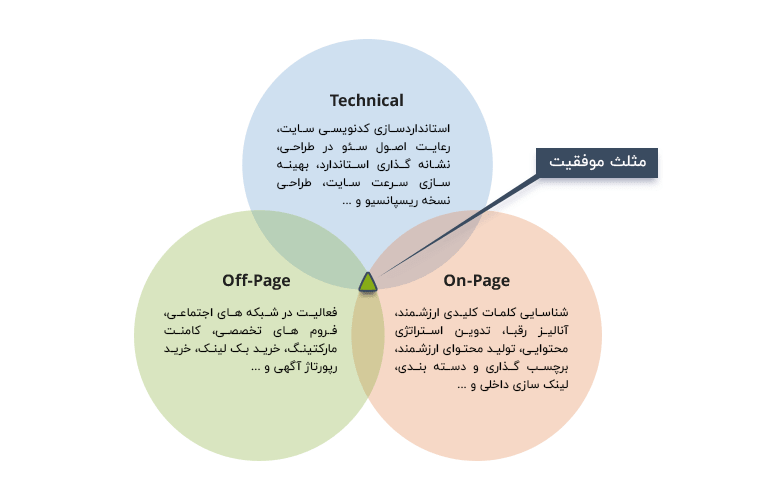 Technical
استانداردسازی کدنویسی سایت،
رعایت اصول سئو در طراحی،
نشانه گذاری استاندارد، بهینه
سازی سرعت سایت، طراحی
نسخه ریسپانسیو و ...
مثلث موفقیت
On-Page
شناسایی کلمات کلیدی ارزشمند،
آنالیز رقبا، تدوین استراتژی
محتوایی، تولید محتوای ارزشمند،
برچسب گذاری و دسته بندی،
لینک سازی داخلی و ...
Off-Page
فعالیت در شبکه های اجتماعی،
فروم های تخصصی، کامنت
مارکتینگ، خرید بک لینک، خرید
رپورتاژ آگهی و ...